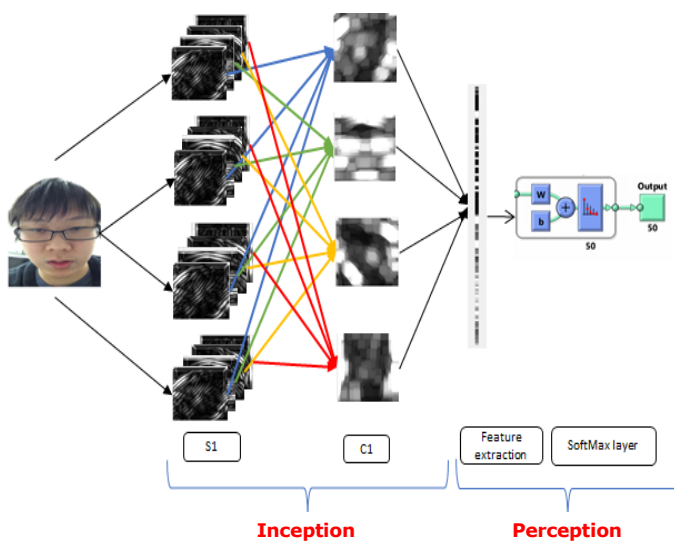 W
b
+
50
Output
50
S1
C1
Feature
extraction
SoftMax layer
Inception
Perception